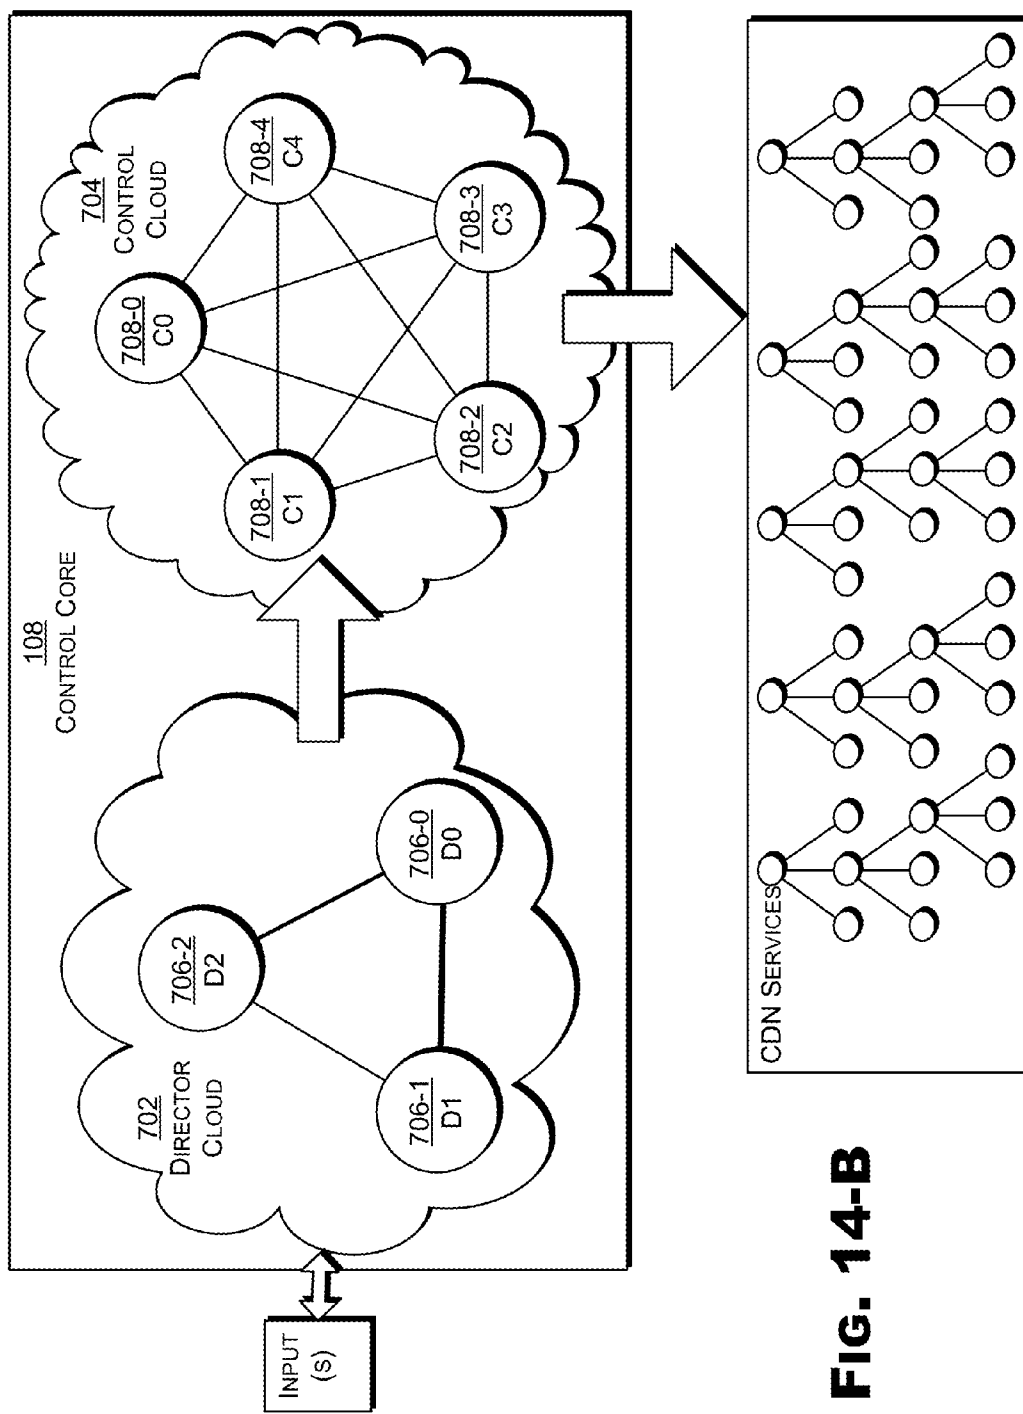 108
CONTROL CORE
702
DIRECTOR
CLOUD
706-2
D2
706-1
D1
706-0
D0
704
CONTROL
CLOUD
708-0
C0
708-1
C1
708-4
C4
708-2
C2
708-3
C3
INPUT
(S)
CDN SERVICES
FIG. 14-B